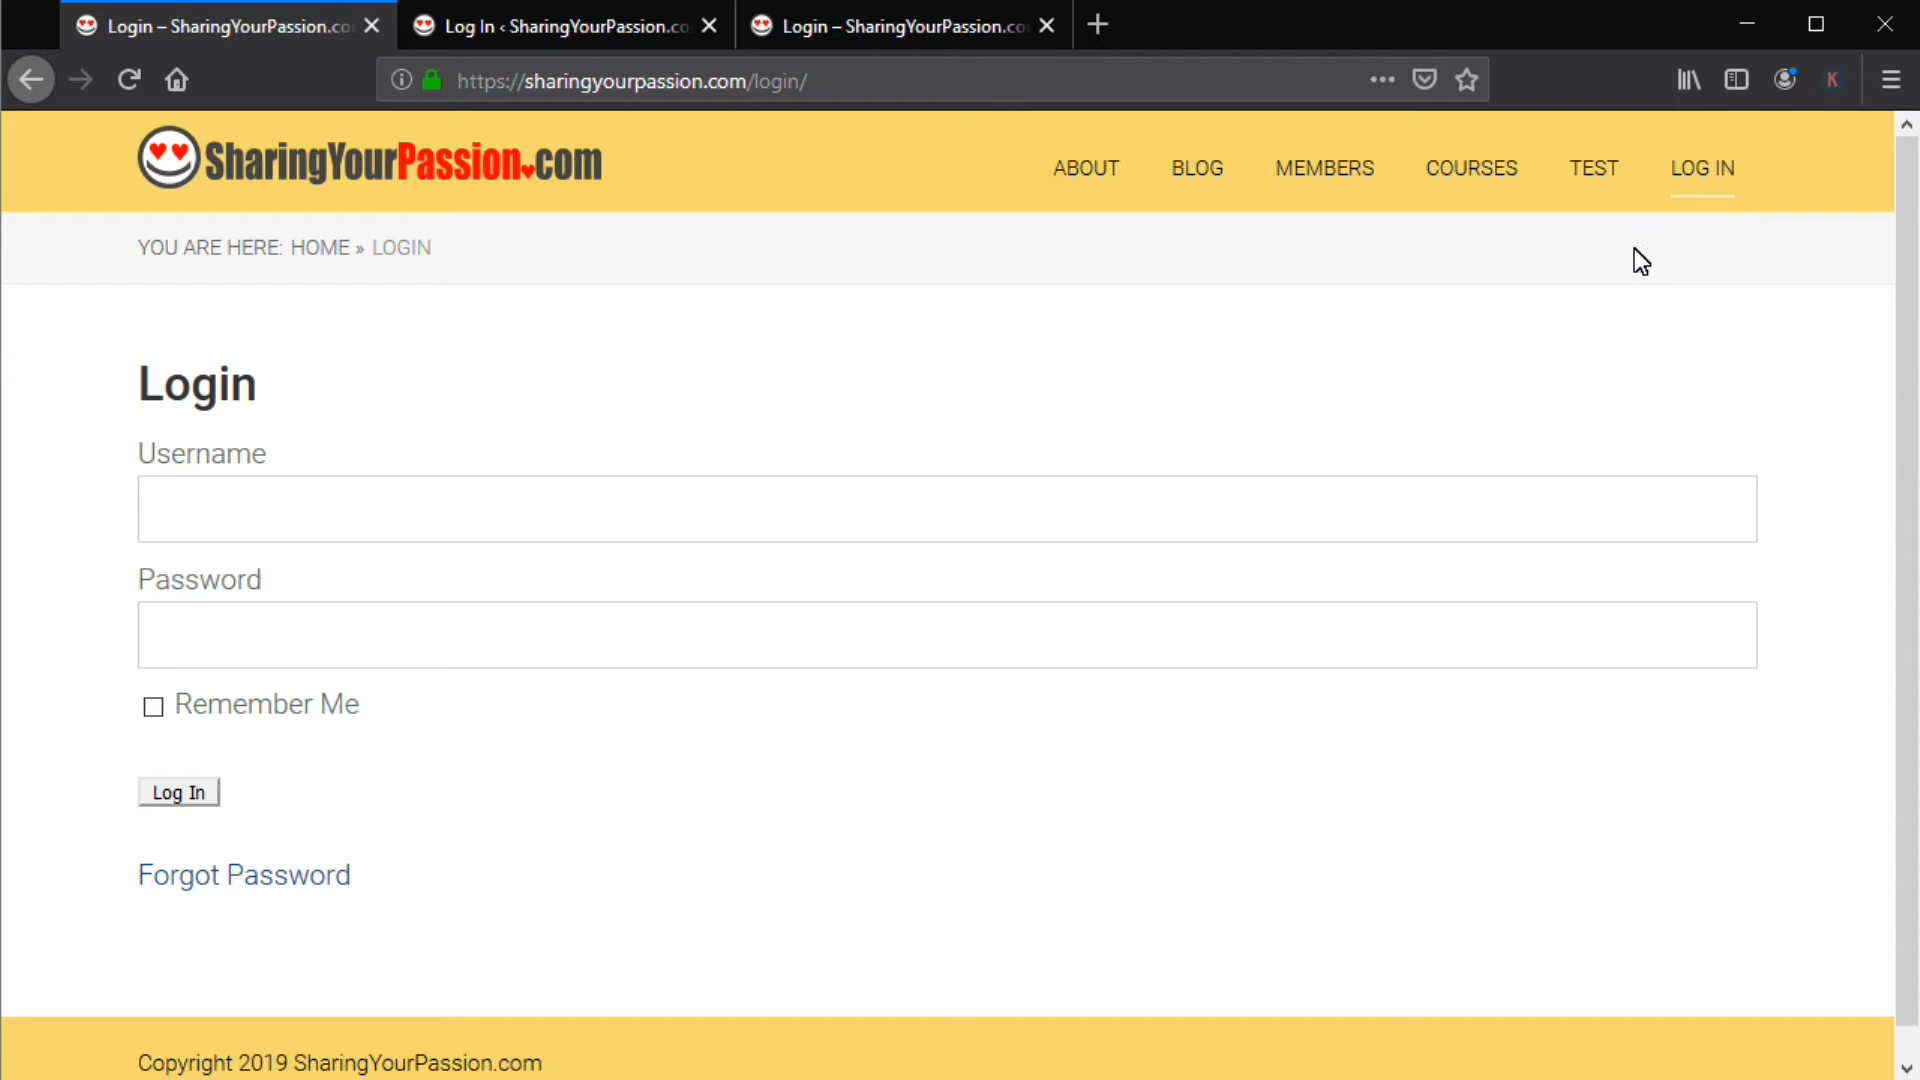 Login – SharingYourPassion.co
Log In ‹ SharingYourPassion.co
Login – SharingYourPassion.co
https://sharingyourpassion.com/login/
K
SharingYourPassion.com
ABOUT
BLOG
MEMBERS
COURSES
TEST
LOG IN
YOU ARE HERE: HOME » LOGIN
Login
Username
Password
Remember Me
Log In
Forgot Password
Copyright 2019 SharingYourPassion.com